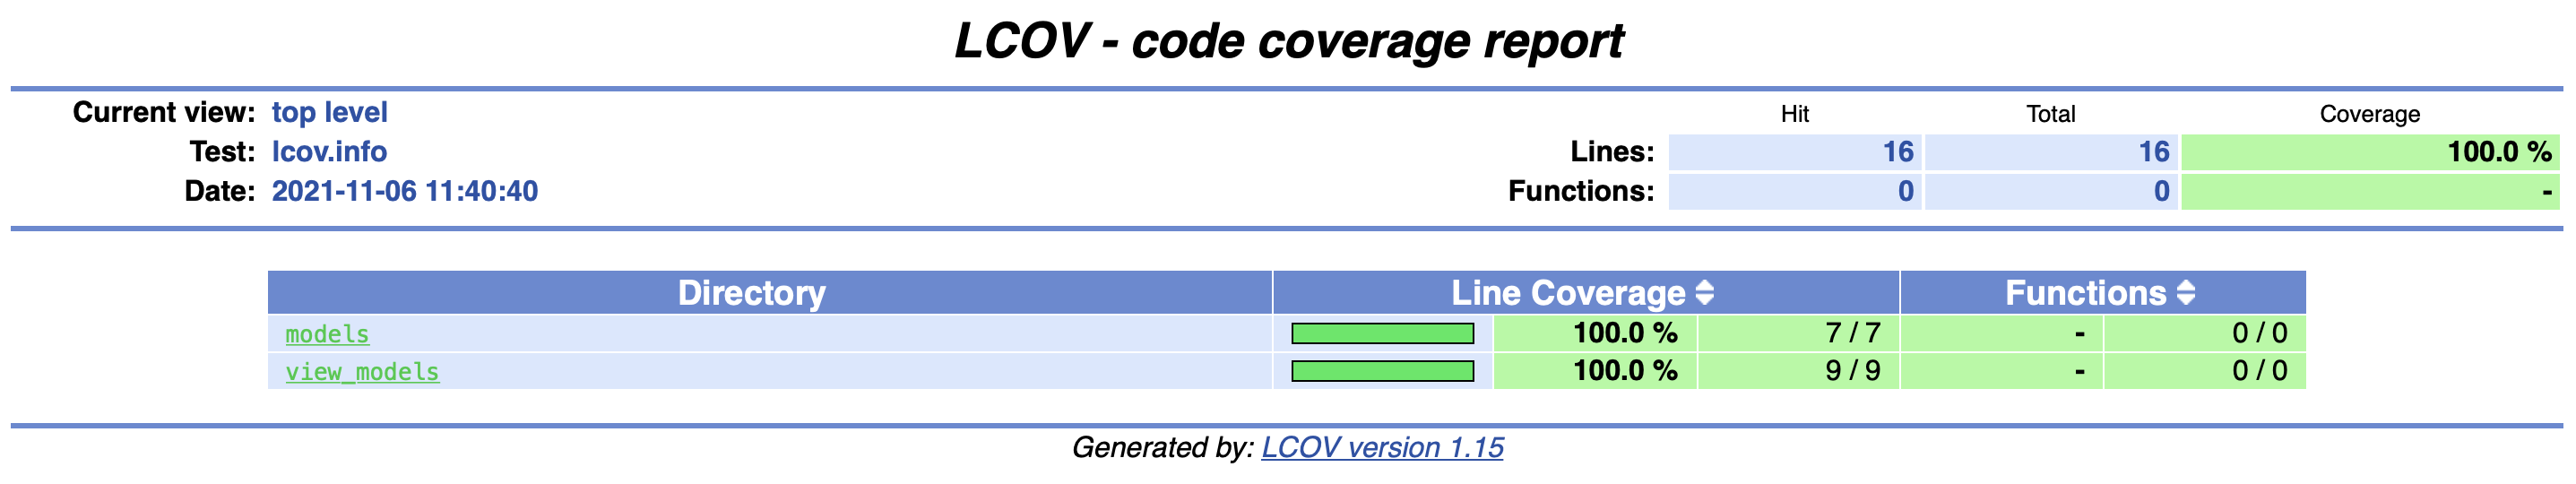 LCOV - code coverage report
Current view: top level
Hit Total Coverage
Test: lcov.info
Lines: 16 16 100.0 %
Date: 2021-11-06 11:40:40
Functions: 0 0 -
Directory Line Coverage Functions
models 100.0 % 7 / 7 - 0 / 0
view_models 100.0 % 9 / 9 - 0 / 0
Generated by: LCOV version 1.15